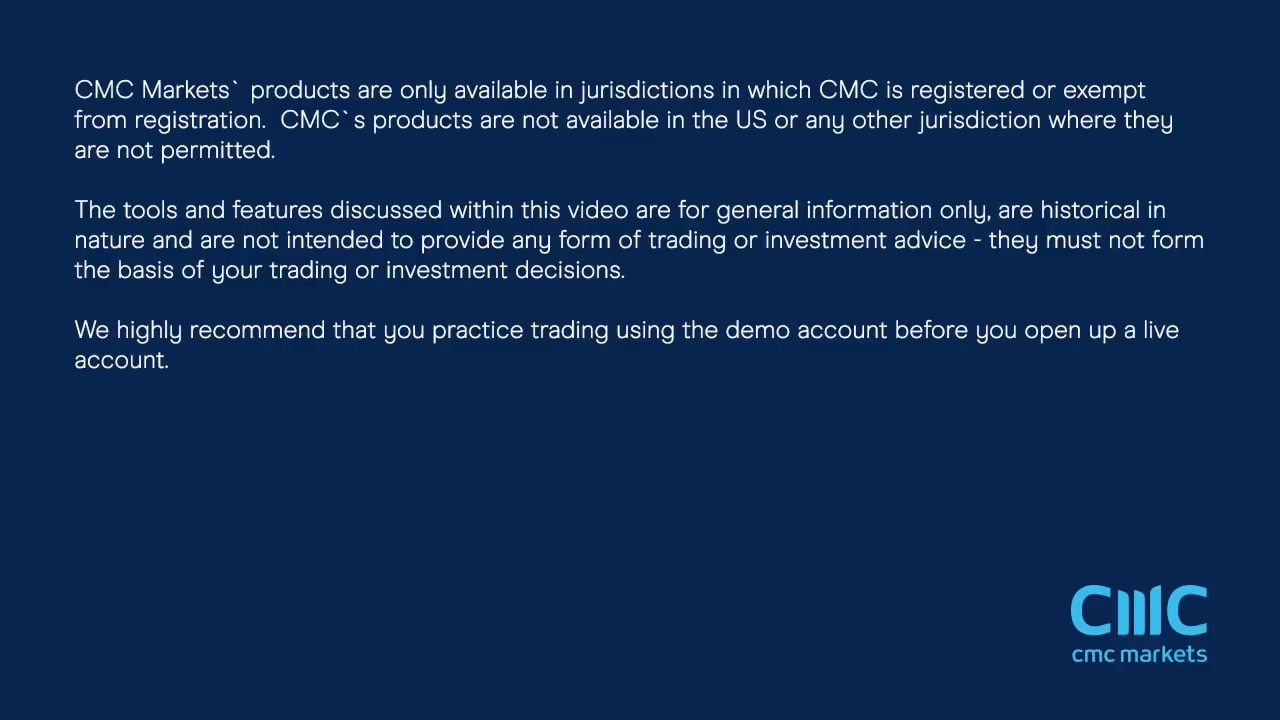 CMC Markets` products are only available in jurisdictions in which CMC is registered or exempt
from registration.  CMC`s products are not available in the US or any other jurisdiction where they
are not permitted.
The tools and features discussed within this video are for general information only, are historical in
nature and are not intended to provide any form of trading or investment advice - they must not form
the basis of your trading or investment decisions.
We highly recommend that you practice trading using the demo account before you open up a live
account.
CMC
cmc markets